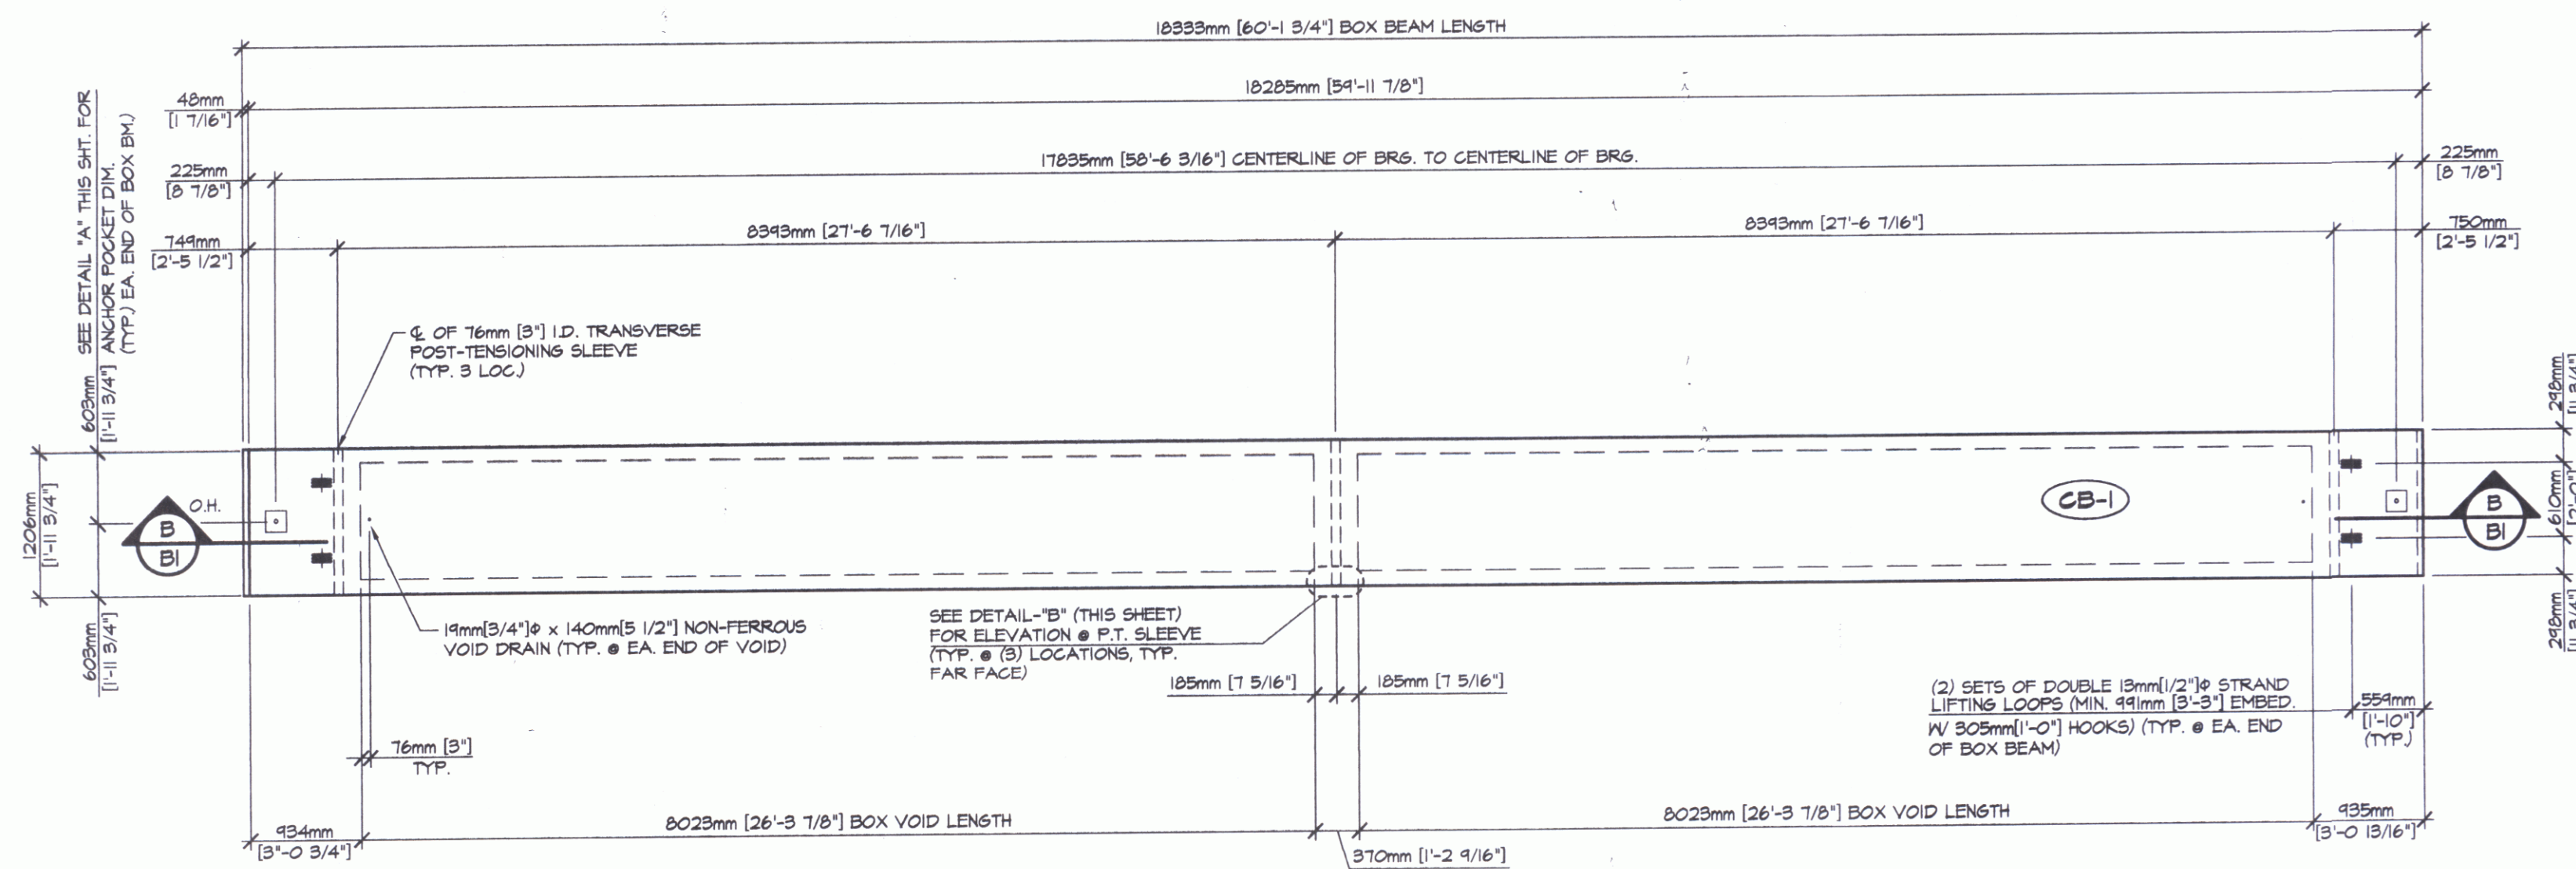 18333mm [60'-1 3/4"] BOX BEAM LENGTH
18285mm [59'-11 7/8"]
48mm
[1 7/16"]
17835mm [58'-6 3/16"] CENTERLINE OF BRG. TO CENTERLINE OF BRG.
225mm
[8 7/8"]
225mm
[8 7/8"]
8393mm [27'-6 7/16"]
8393mm [27'-6 7/16"]
749mm
[2'-5 1/2"]
750mm
[2'-5 1/2"]
SEE DETAIL "A" THIS SHT. FOR
ANCHOR POCKET DIM.
(TYP.) EA. END OF BOX BM.)
603mm
[1'-11 3/4"]
℄ OF 76mm [3"] I.D. TRANSVERSE
POST-TENSIONING SLEEVE
(TYP. 3 LOC.)
1206mm
[1'-11 3/4"]
603mm
[1'-11 3/4"]
O.H.
B
B1
CB-1
B
B1
298mm
[11 3/4"]
610mm
[2'-0"]
298mm
[11 3/4"]
19mm[3/4"]Φ x 140mm[5 1/2"] NON-FERROUS
VOID DRAIN (TYP. @ EA. END OF VOID)
SEE DETAIL-"B" (THIS SHEET)
FOR ELEVATION @ P.T. SLEEVE
(TYP. @ (3) LOCATIONS, TYP.
FAR FACE)
185mm [7 5/16"]
185mm [7 5/16"]
(2) SETS OF DOUBLE 13mm[1/2"]Φ STRAND
LIFTING LOOPS (MIN. 991mm [3'-3"] EMBED.
W/ 305mm[1'-0"] HOOKS) (TYP. @ EA. END
OF BOX BEAM)
559mm
[1'-10"]
(TYP.)
76mm [3"]
TYP.
934mm
[3"-0 3/4"]
8023mm [26'-3 7/8"] BOX VOID LENGTH
8023mm [26'-3 7/8"] BOX VOID LENGTH
935mm
[3'-0 13/16"]
370mm [1'-2 9/16"]